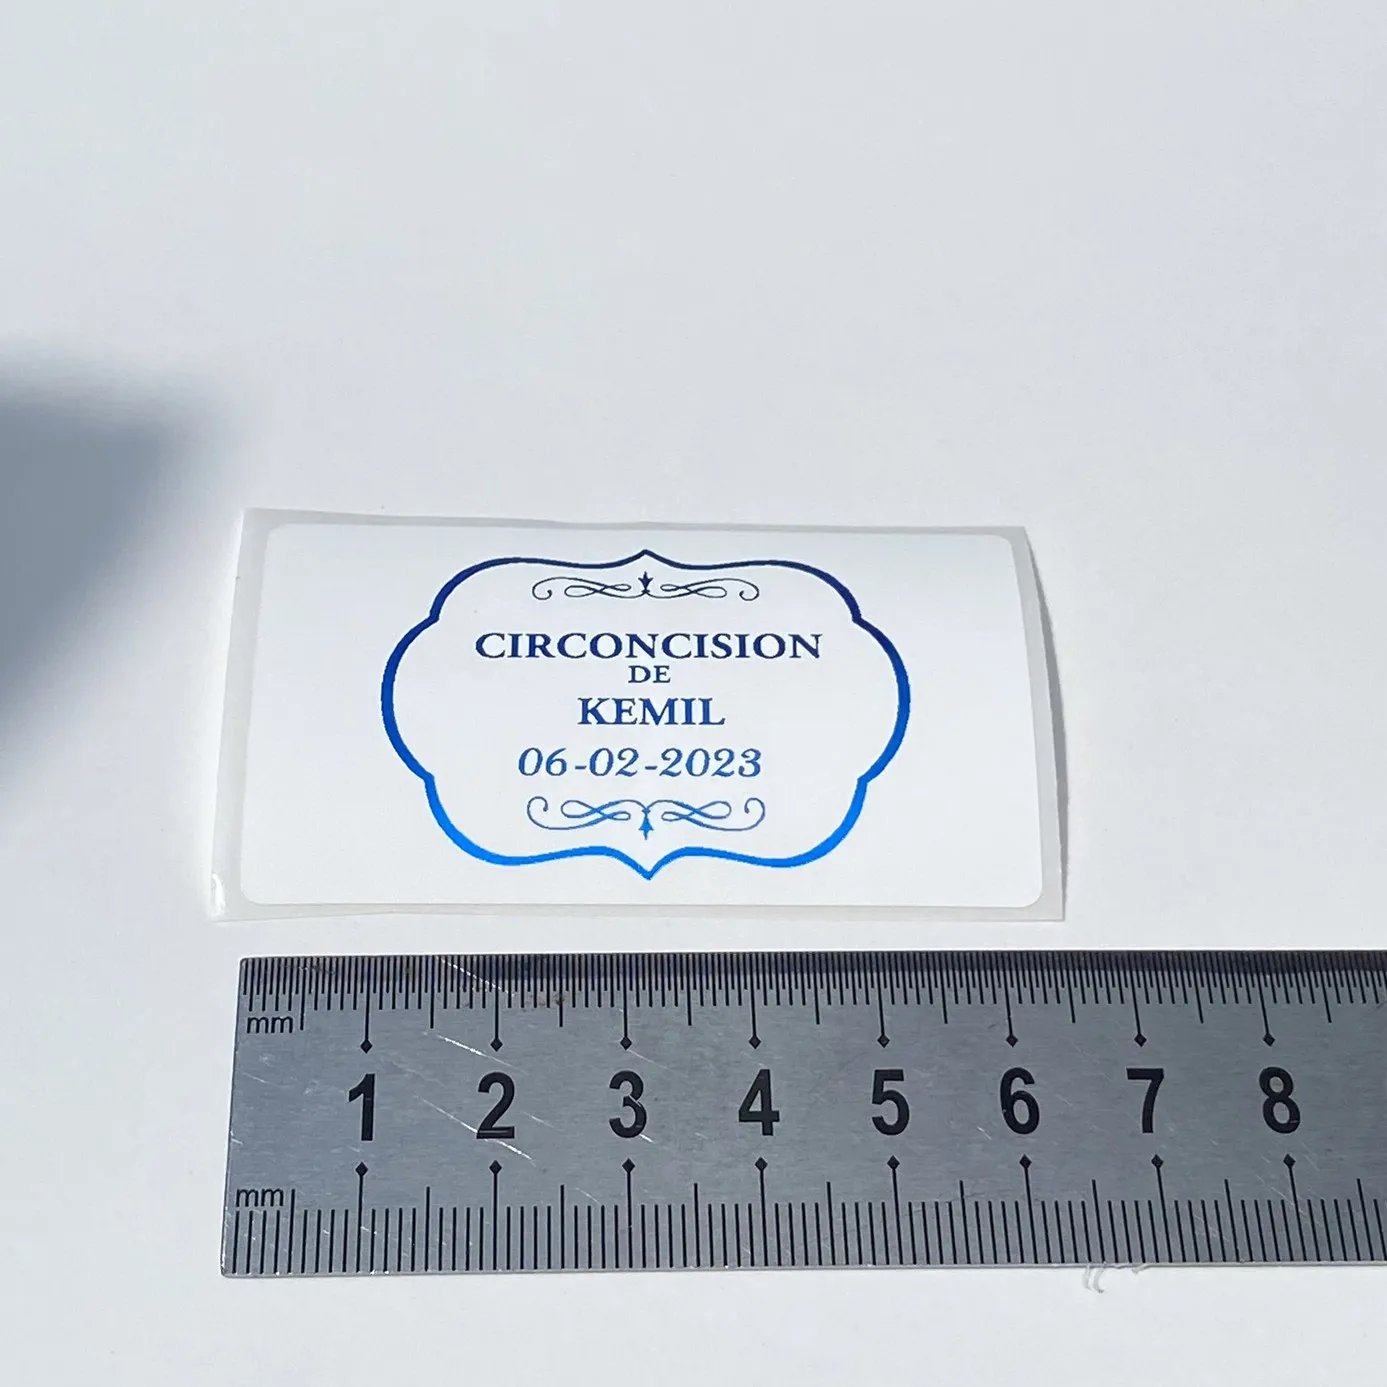 CIRCONCISION
DE
KEMIL
06-02-2023
mm
1 2 3 4 5 6 7 8
mm